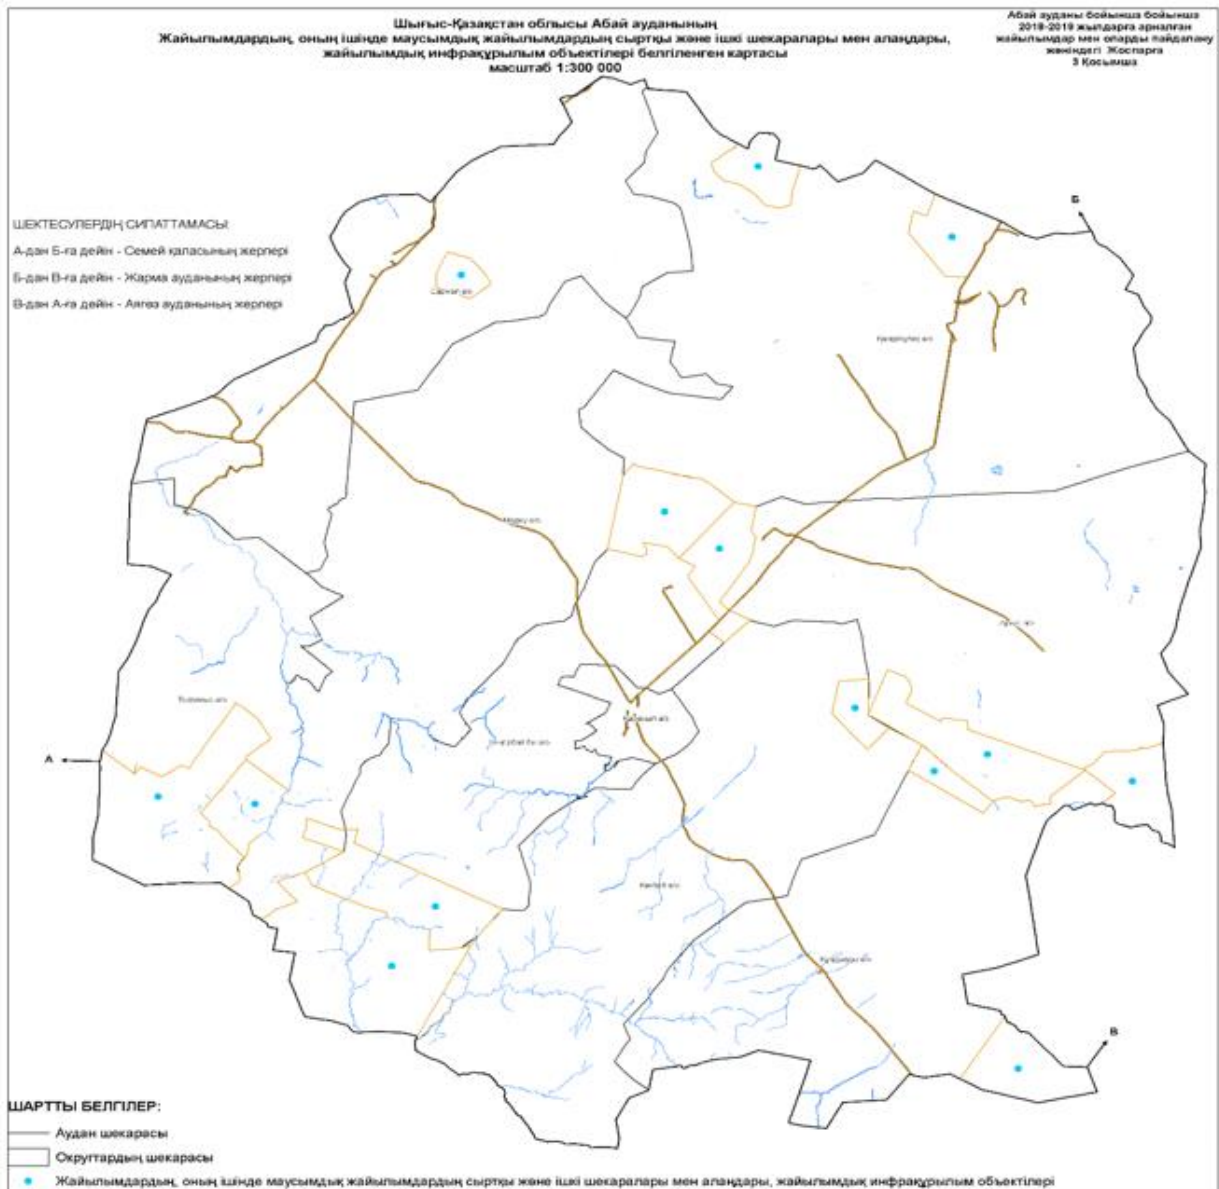 Шығыс-Қазақстан облысы Абай ауданының
Жайылымдардың, оның ішінде маусымдық жайылымдардың сыртқы және ішкі шекаралары мен алаңдары,
жайылымдық инфрақұрылым объектілері белгіленген картасы
масштаб 1:300 000
Абай ауданы бойынша бойынша
2018-2019 жылдарға арналған
жайылымдар мен оларды пайдалану
жөніндегі Жоспарға
3 Қосымша
Б
ШЕКТЕСУЛЕРДІҢ СИПАТТАМАСЫ:
А-дан Б-ға дейін - Семей қаласының жерлері
Б-дан В-ға дейін - Жарма ауданының жерлері
В-дан А-ға дейін - Аягөз ауданының жерлері
А
В
ШАРТТЫ БЕЛГІЛЕР:
Аудан шекарасы
Округтардың шекарасы
Жайылымдардың, оның ішінде маусымдық жайылымдардың сыртқы және ішкі шекаралары мен алаңдары, жайылымдық инфрақұрылым объектілері